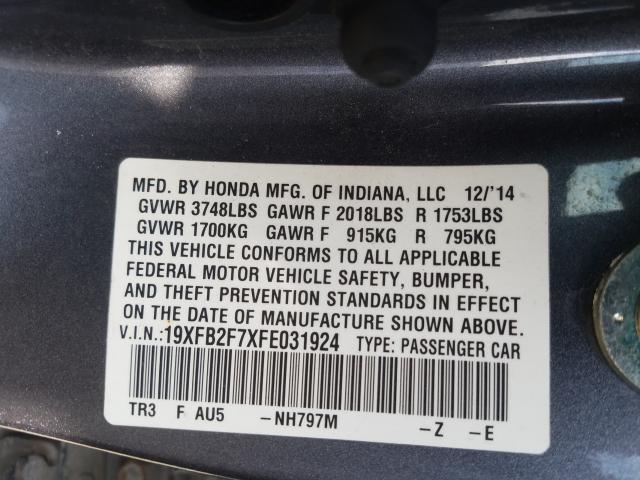 MFD. BY HONDA MFG. OF INDIANA, LLC 12/'14
GVWR 3748LBS GAWR F 2018LBS R 1753LBS
GVWR 1700KG GAWR F 915KG R 795KG
THIS VEHICLE CONFORMS TO ALL APPLICABLE
FEDERAL MOTOR VEHICLE SAFETY, BUMPER,
AND THEFT PREVENTION STANDARDS IN EFFECT
ON THE DATE OF MANUFACTURE SHOWN ABOVE.
V.I.N.:19XFB2F7XFE031924 TYPE: PASSENGER CAR
TR3 F AU5 -NH797M -Z -E